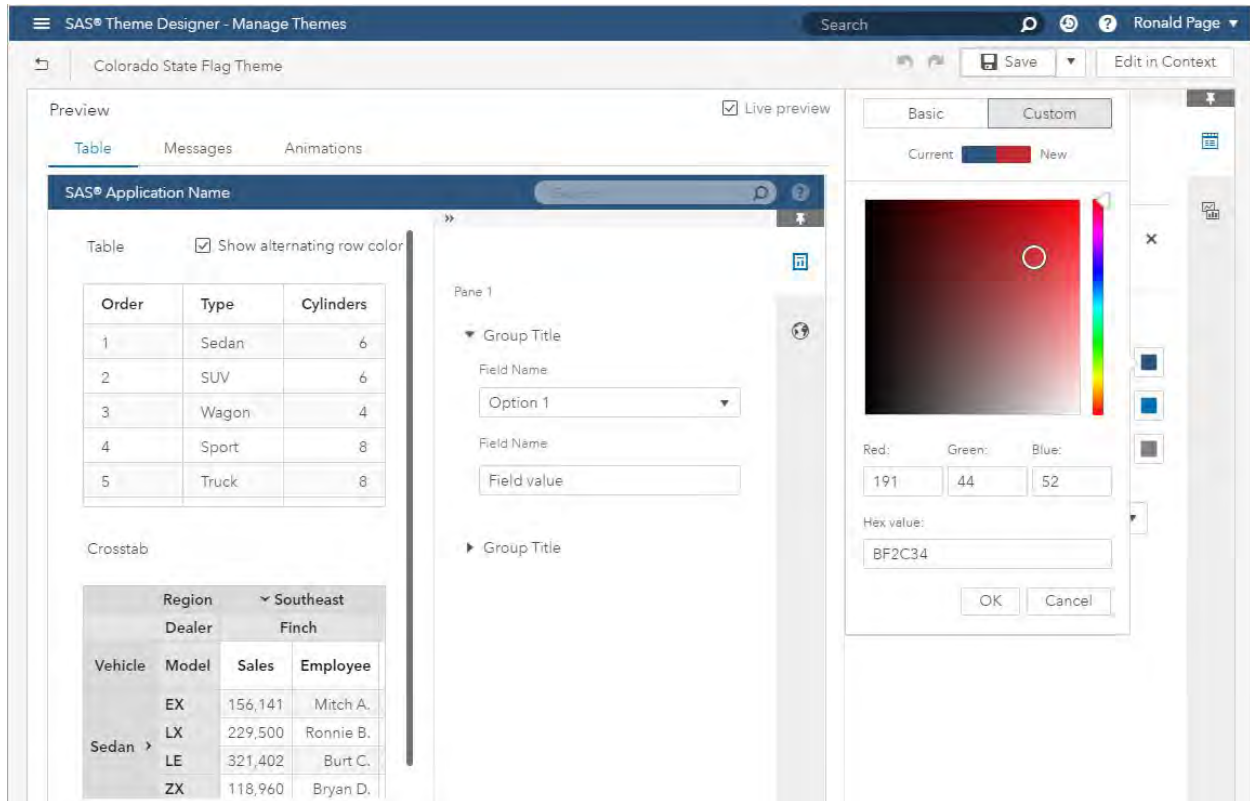 SAS® Theme Designer - Manage Themes
Search
Ronald Page
Colorado State Flag Theme
Save
Edit in Context
Preview
Live preview
Table Messages Animations
SAS® Application Name
Table
Show alternating row color
Order Type Cylinders
1 Sedan 6
2 SUV 6
3 Wagon 4
4 Sport 8
5 Truck 8
Crosstab
Region Southeast
Dealer Finch
Vehicle Model Sales Employee
Sedan
EX 156,141 Mitch A.
LX 229,500 Ronnie B.
LE 321,402 Burt C.
ZX 118,960 Bryan D.
Pane 1
Group Title
Field Name
Option 1
Field Name
Field value
Group Title
Basic Custom
Current New
Red: Green: Blue:
191 44 52
Hex value:
BF2C34
OK Cancel